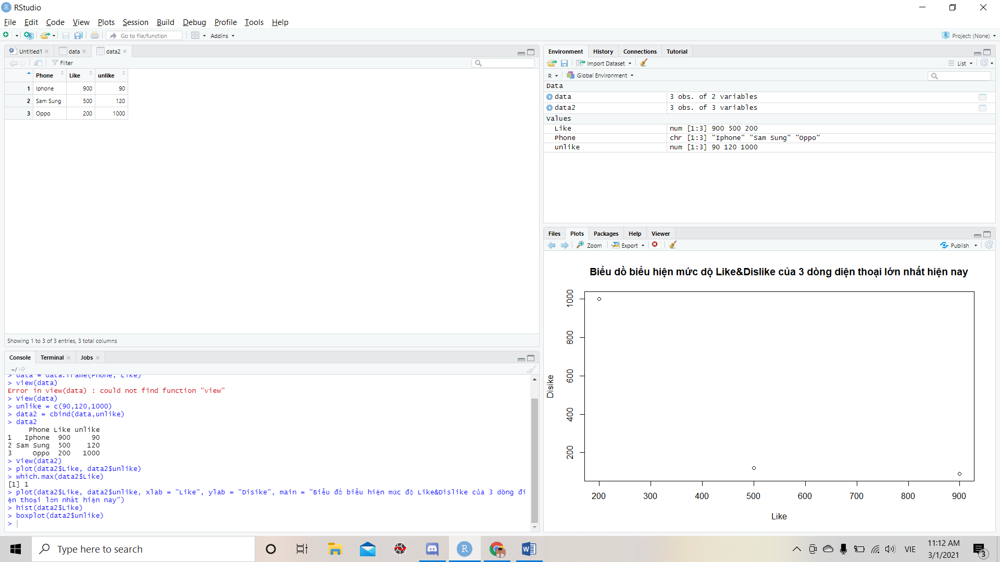 RStudio
File Edit Code View Plots Session Build Debug Profile Tools Help
Go to file/function Addins Project: (None)
Untitled1 data data2
Filter
Phone Like unlike
1 Iphone 900 90
2 Sam Sung 500 120
3 Oppo 200 1000
Showing 1 to 3 of 3 entries, 3 total columns
Console Terminal Jobs
~/
> data = data.frame(Phone, Like)
> view(data)
Error in view(data) : could not find function "view"
> View(data)
> unlike = c(90,120,1000)
> data2 = cbind(data,unlike)
> data2
Phone Like unlike
1 Iphone 900 90
2 Sam Sung 500 120
3 Oppo 200 1000
> View(data2)
> plot(data2$Like, data2$unlike)
> which.max(data2$Like)
[1] 1
> plot(data2$Like, data2$unlike, xlab = "Like", ylab = "Disike", main = "Biểu đồ biểu hiện mức độ Like&Dislike của 3 dòng đi
ện thoại lớn nhất hiện nay")
> hist(data2$Like)
> boxplot(data2$unlike)
>
Environment History Connections Tutorial
Import Dataset List
R Global Environment
Data
data 3 obs. of 2 variables
data2 3 obs. of 3 variables
Values
Like num [1:3] 900 500 200
Phone chr [1:3] "Iphone" "Sam Sung" "Oppo"
unlike num [1:3] 90 120 1000
Files Plots Packages Help Viewer
Zoom Export Publish
Biểu dồ biểu hiện mức dộ Like&Dislike của 3 dòng diện thoại lớn nhất hiện nay
Disike
1000
800
600
400
200
200 300 400 500 600 700 800 900
Like
Type here to search
VIE
11:12 AM
3/1/2021
3